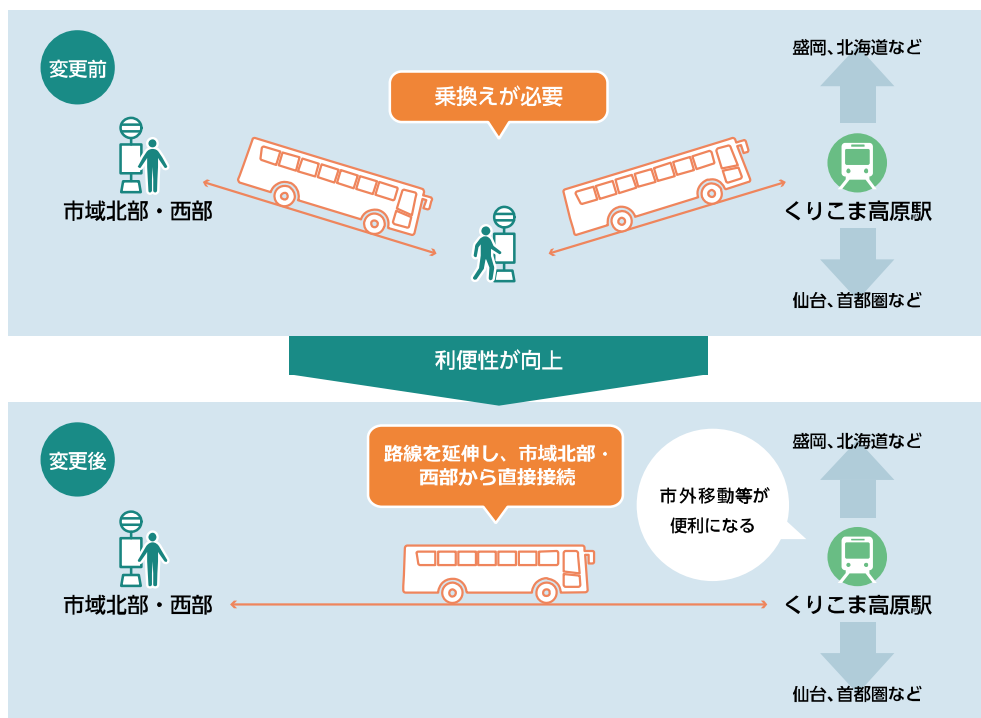 変更前
盛岡、北海道など
乗換えが必要
市域北部・西部
くりこま高原駅
仙台、首都圏など
利便性が向上
変更後
盛岡、北海道など
路線を延伸し、市域北部・
西部から直接接続
市外移動等が
便利になる
市域北部・西部
くりこま高原駅
仙台、首都圏など